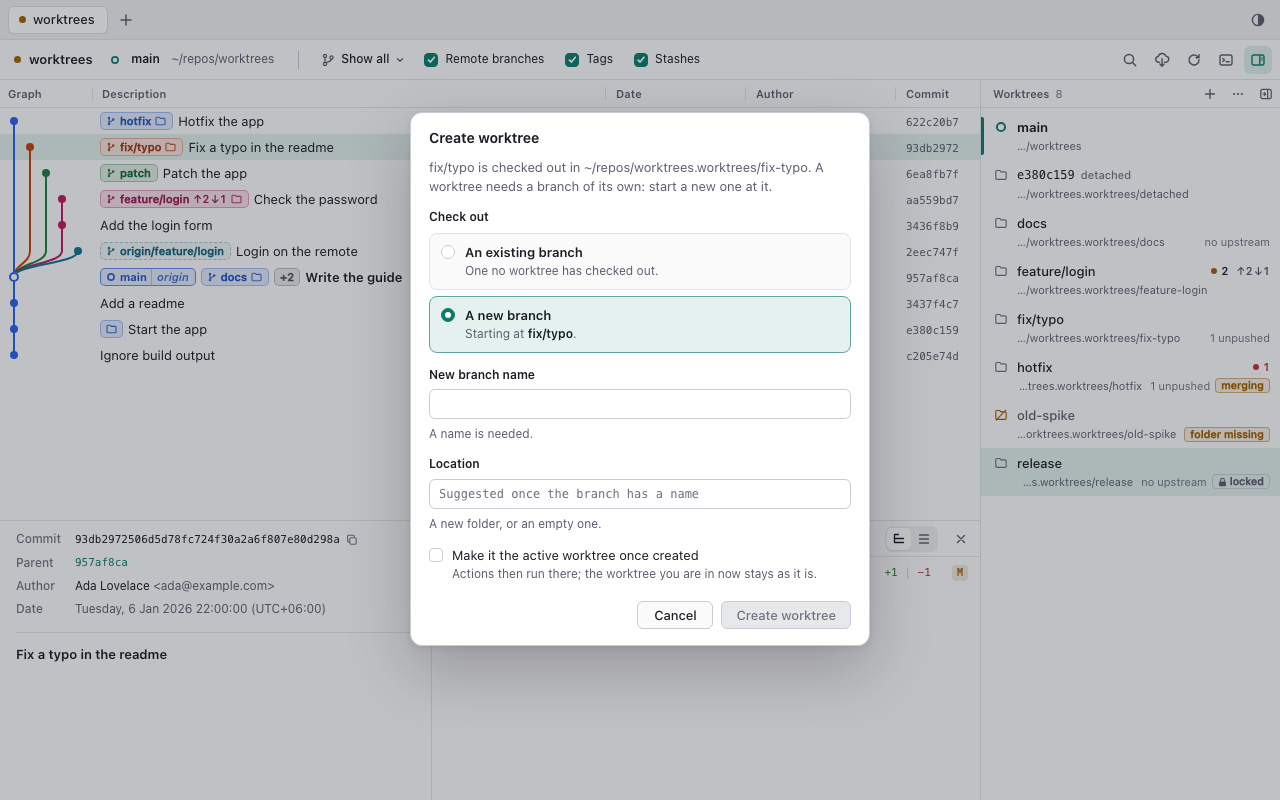 worktrees
worktrees main ~/repos/worktrees Show all Remote branches Tags Stashes
Graph Description Date Author Commit
hotfix Hotfix the app 622c20b7
fix/typo Fix a typo in the readme 93db2972
patch Patch the app 6ea8fb7f
feature/login ↑2↓1 Check the password aa559bd7
Add the login form 3436f8b9
origin/feature/login Login on the remote 2eec747f
main origin docs +2 Write the guide 957af8ca
Add a readme 3437f4c7
Start the app e380c159
Ignore build output c205e74d
Worktrees 8
main
.../worktrees
e380c159 detached
.../worktrees.worktrees/detached
docs
.../worktrees.worktrees/docs no upstream
feature/login 2 ↑2↓1
.../worktrees.worktrees/feature-login
fix/typo
.../worktrees.worktrees/fix-typo 1 unpushed
hotfix 1
...trees.worktrees/hotfix 1 unpushed merging
old-spike
...orktrees.worktrees/old-spike folder missing
release
...s.worktrees/release no upstream locked
Create worktree
fix/typo is checked out in ~/repos/worktrees.worktrees/fix-typo. A
worktree needs a branch of its own: start a new one at it.
Check out
An existing branch
One no worktree has checked out.
A new branch
Starting at fix/typo.
New branch name
A name is needed.
Location
Suggested once the branch has a name
A new folder, or an empty one.
Make it the active worktree once created
Actions then run there; the worktree you are in now stays as it is.
Cancel Create worktree
Commit 93db2972506d5d78fc724f30a2a6f807e80d298a
Parent 957af8ca
Author Ada Lovelace <ada@example.com>
Date Tuesday, 6 Jan 2026 22:00:00 (UTC+06:00)
Fix a typo in the readme
+1 −1 M